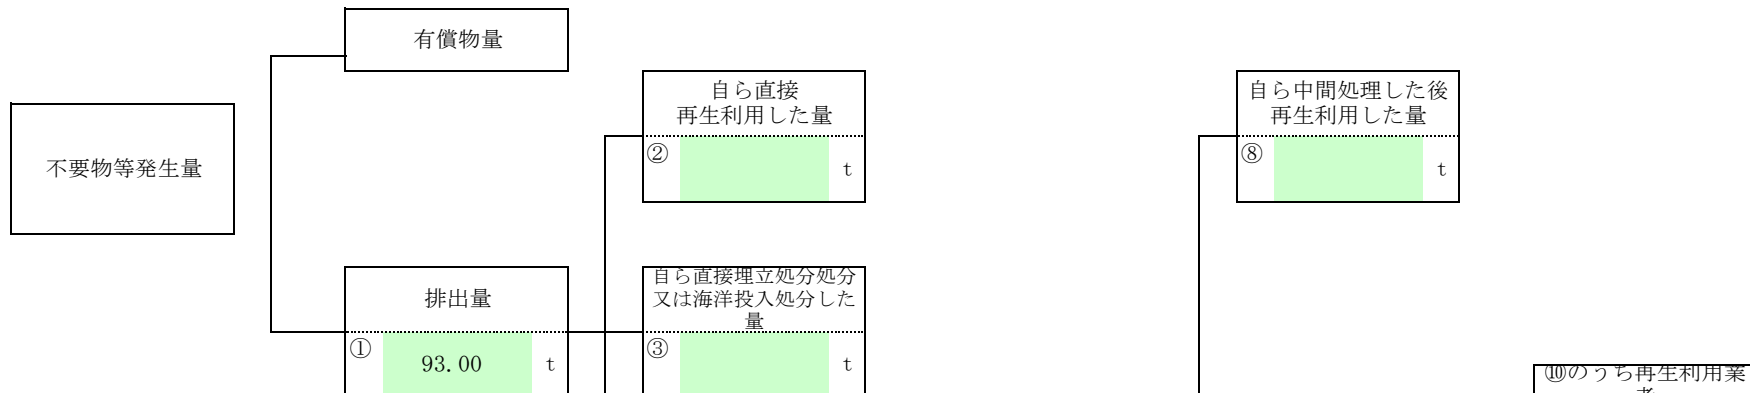 有償物量
自ら直接
再生利用した量
② t
自ら中間処理した後
再生利用した量
⑧ t
不要物等発生量
排出量
① 93.00 t
自ら直接埋立処分処分
又は海洋投入処分した
量
③ t
⑩のうち再生利用業
者